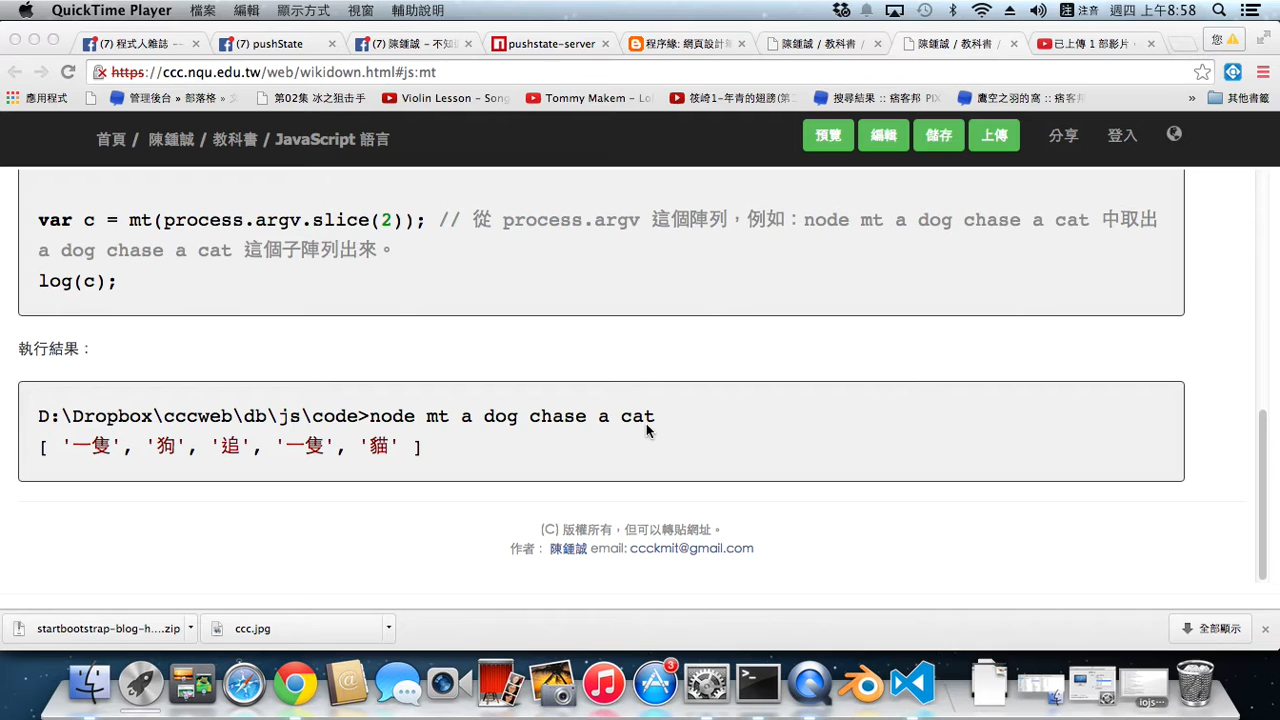 QuickTime Player 檔案 編輯 顯示方式 視窗 輔助說明 注音 週四 上午8:58
(7) 程式人雜誌 -- (7) pushState (7) 陳鍾誠 - 不知 pushstate-server 程序緣: 網頁設計 陳鍾誠 / 教科書 / 陳鍾誠 / 教科書 / 已上傳 1 部影片 您
https://ccc.nqu.edu.tw/web/wikidown.html#js:mt
應用程式 管理後台 » 部落格 » 第02集 冰之狙击手 Violin Lesson - Song Tommy Makem – Lo 筷崎1~年青的翅膀(第二 搜尋結果 :: 痞客邦 PIX 鷹空之羽的窩 :: 痞客邦 » 其他書籤
首頁 / 陳鍾誠 / 教科書 / JavaScript 語言 預覽 編輯 儲存 上傳 分享 登入
var c = mt(process.argv.slice(2)); // 從 process.argv 這個陣列，例如：node mt a dog chase a cat 中取出
a dog chase a cat 這個子陣列出來。
log(c);
執行結果：
D:\Dropbox\cccweb\db\js\code>node mt a dog chase a cat
[ '一隻', '狗', '追', '一隻', '貓' ]
(C) 版權所有，但可以轉貼網址。
作者： 陳鍾誠 email: ccckmit@gmail.com
startbootstrap-blog-h....zip ccc.jpg 全部顯示
3
iojs